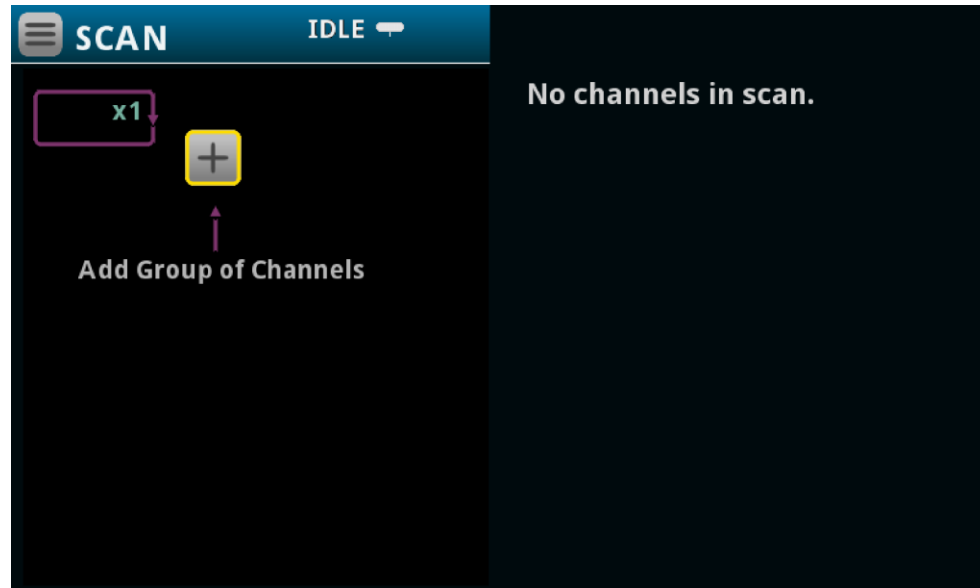 SCAN
IDLE
x1
Add Group of Channels
No channels in scan.